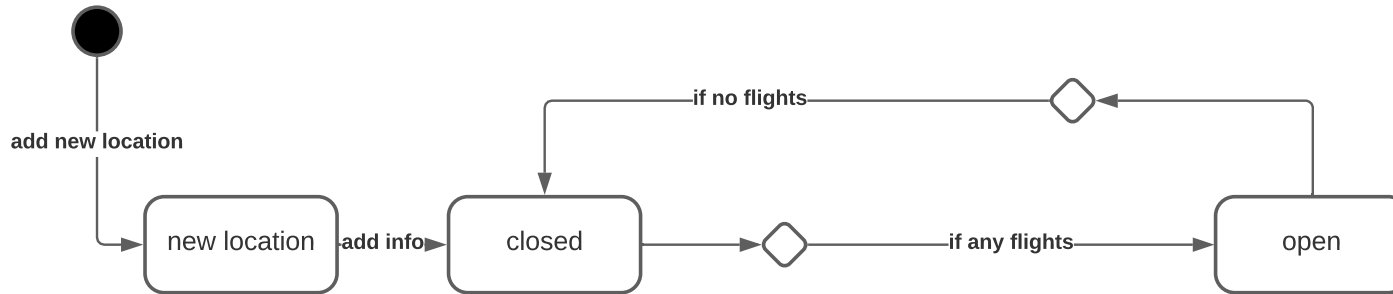 if no flights
add new location
new location
add info
closed
if any flights
open